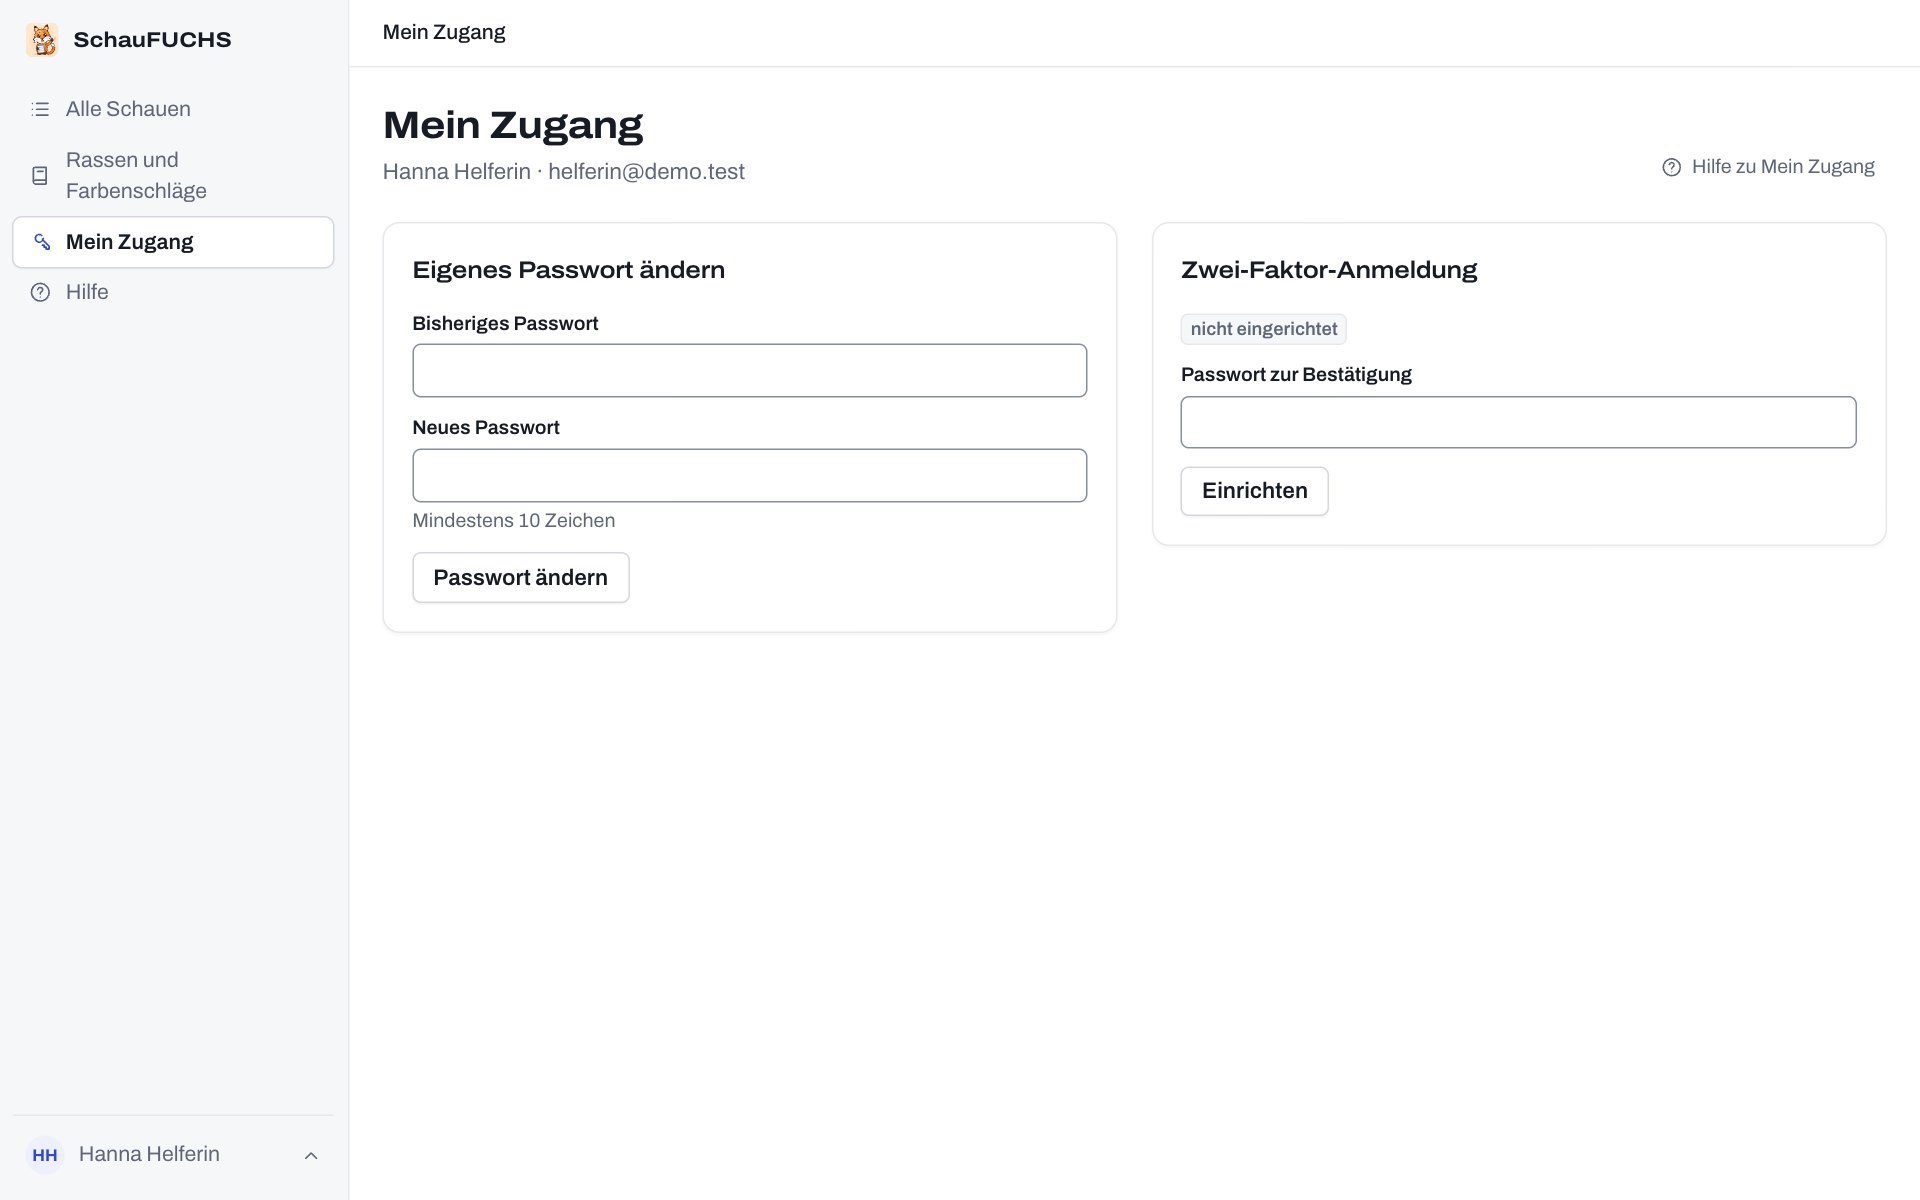 SchauFUCHS
Alle Schauen
Rassen und
Farbenschläge
Mein Zugang
Hilfe
HH
Hanna Helferin
Mein Zugang
Mein Zugang
Hanna Helferin · helferin@demo.test
Hilfe zu Mein Zugang
Eigenes Passwort ändern
Bisheriges Passwort
Neues Passwort
Mindestens 10 Zeichen
Passwort ändern
Zwei-Faktor-Anmeldung
nicht eingerichtet
Passwort zur Bestätigung
Einrichten